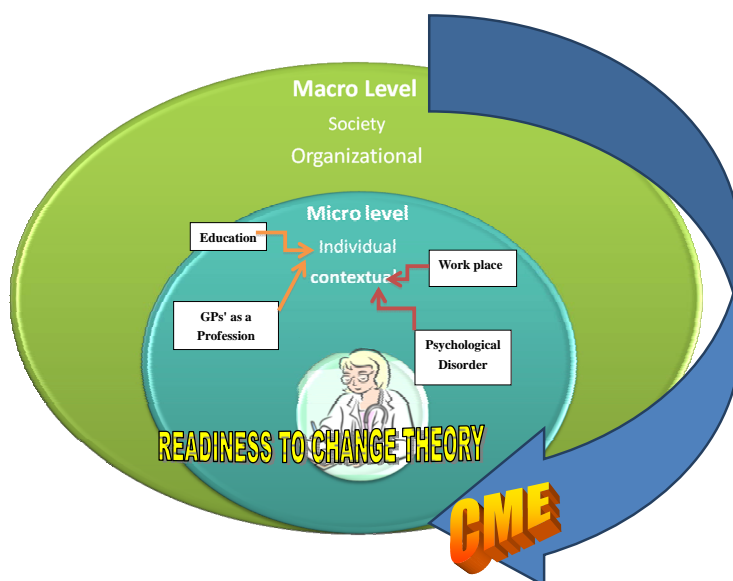 Macro Level
Society
Organizational
Micro level
Education
Individual
contextual
Work place
GPs' as a
Profession
Psychological
Disorder
READINESS TO CHANGE THEORY
CME